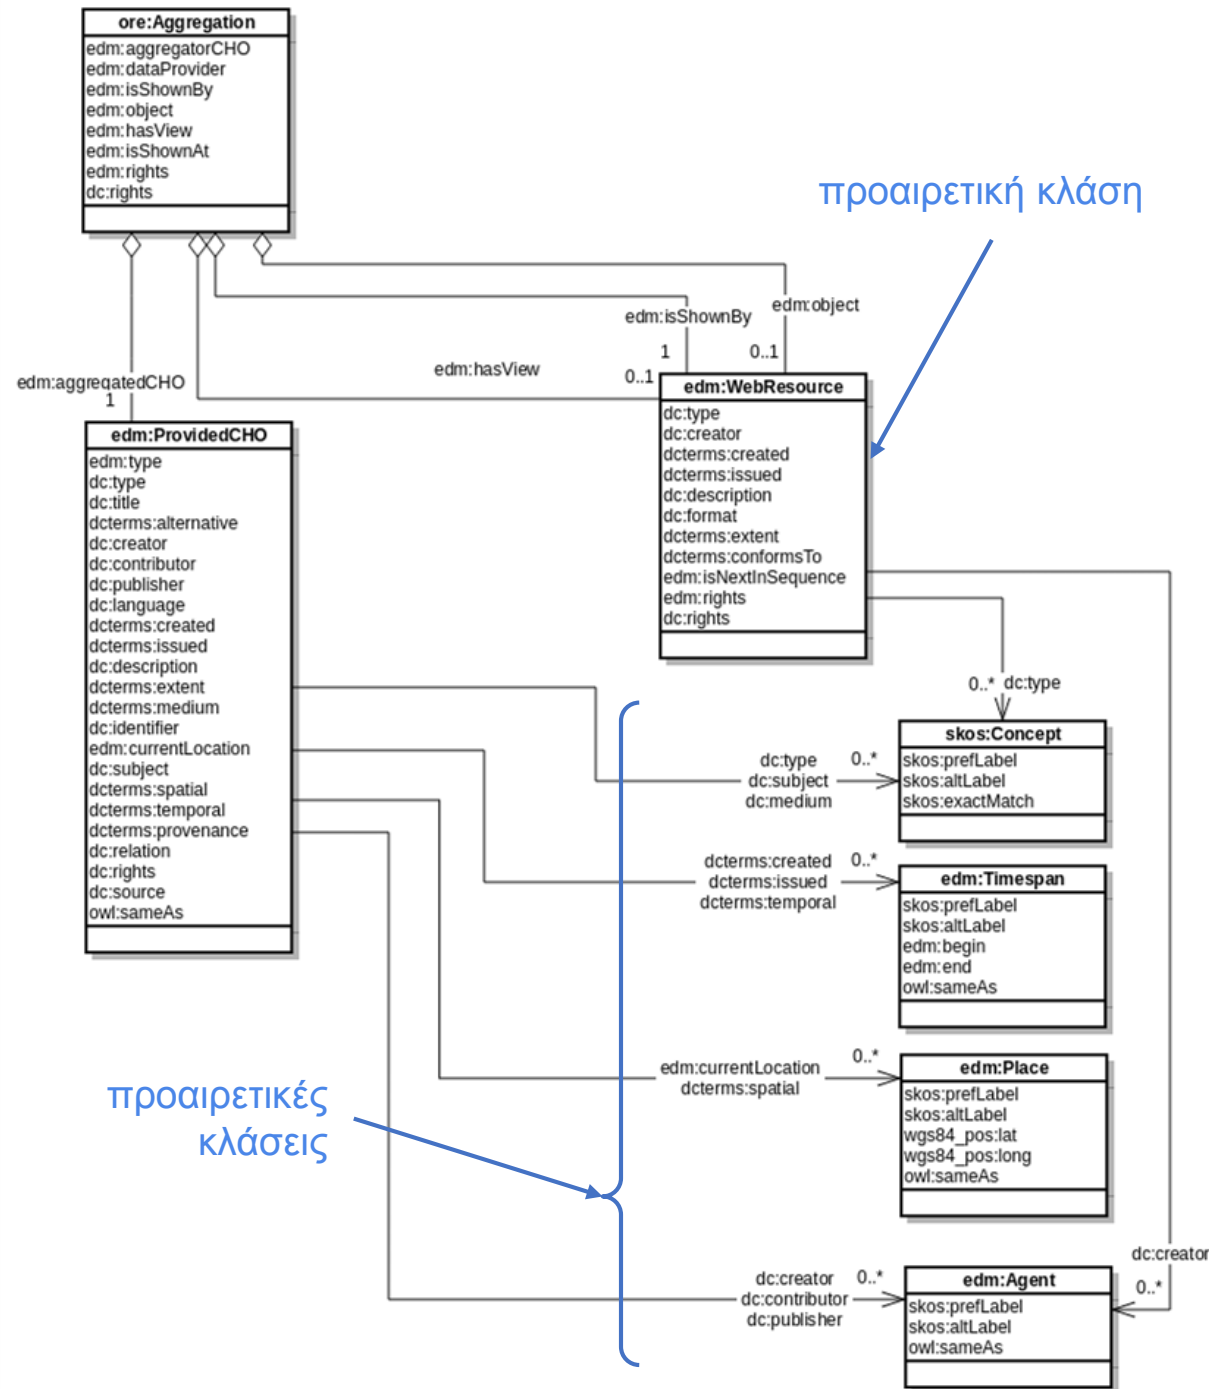 ore:Aggregation
edm:aggregatorCHO
edm:dataProvider
edm:isShownBy
edm:object
edm:hasView
edm:isShownAt
edm:rights
dc:rights
προαιρετική κλάση
edm:object
edm:isShownBy
1
0..1
edm:hasView
0..1
edm:aggregatedCHO
1
edm:WebResource
dc:type
dc:creator
dcterms:created
dcterms:issued
dc:description
dc:format
dcterms:extent
dcterms:conformsTo
edm:isNextInSequence
edm:rights
dc:rights
edm:ProvidedCHO
edm:type
dc:type
dc:title
dcterms:alternative
dc:creator
dc:contributor
dc:publisher
dc:language
dcterms:created
dcterms:issued
dc:description
dcterms:extent
dcterms:medium
dc:identifier
edm:currentLocation
dc:subject
dcterms:spatial
dcterms:temporal
dcterms:provenance
dc:relation
dc:rights
dc:source
owl:sameAs
0..* dc:type
dc:type
dc:subject
dc:medium
0..*
skos:Concept
skos:prefLabel
skos:altLabel
skos:exactMatch
dcterms:created
dcterms:issued
dcterms:temporal
0..*
edm:Timespan
skos:prefLabel
skos:altLabel
edm:begin
edm:end
owl:sameAs
edm:currentLocation
dcterms:spatial
0..*
edm:Place
skos:prefLabel
skos:altLabel
wgs84_pos:lat
wgs84_pos:long
owl:sameAs
προαιρετικές
κλάσεις
dc:creator
0..*
dc:creator
dc:contributor
dc:publisher
0..*
edm:Agent
skos:prefLabel
skos:altLabel
owl:sameAs